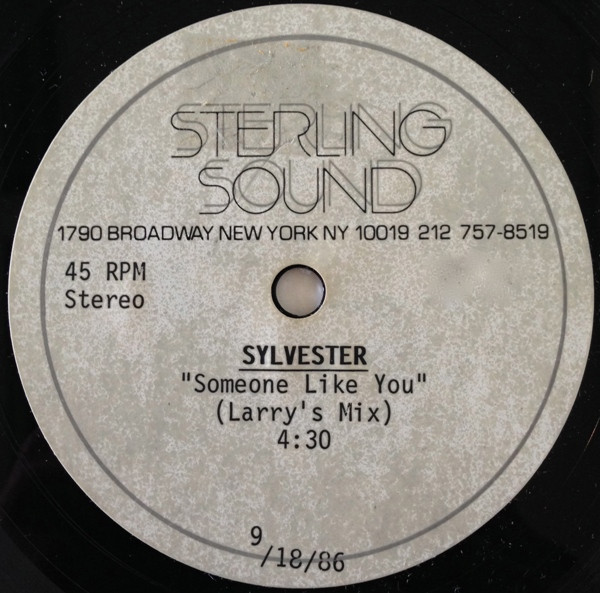 STERLING
SOUND
1790 BROADWAY NEW YORK NY 10019 212 757-8519
45 RPM
Stereo
SYLVESTER
"Someone Like You"
(Larry's Mix)
4:30
9/18/86